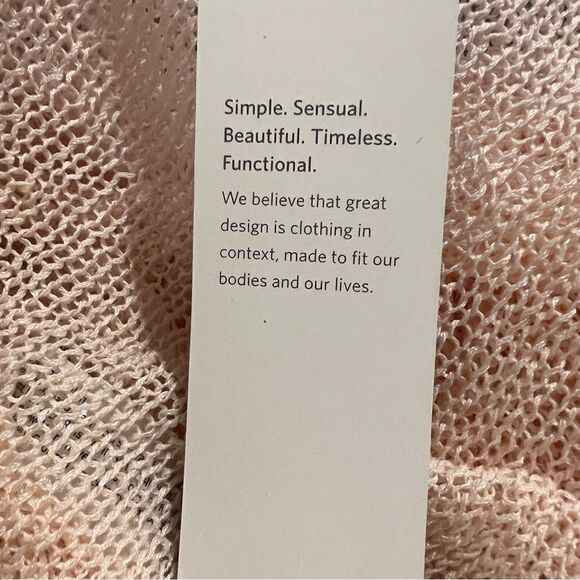 Simple. Sensual.
Beautiful. Timeless.
Functional.
We believe that great
design is clothing in
context, made to fit our
bodies and our lives.